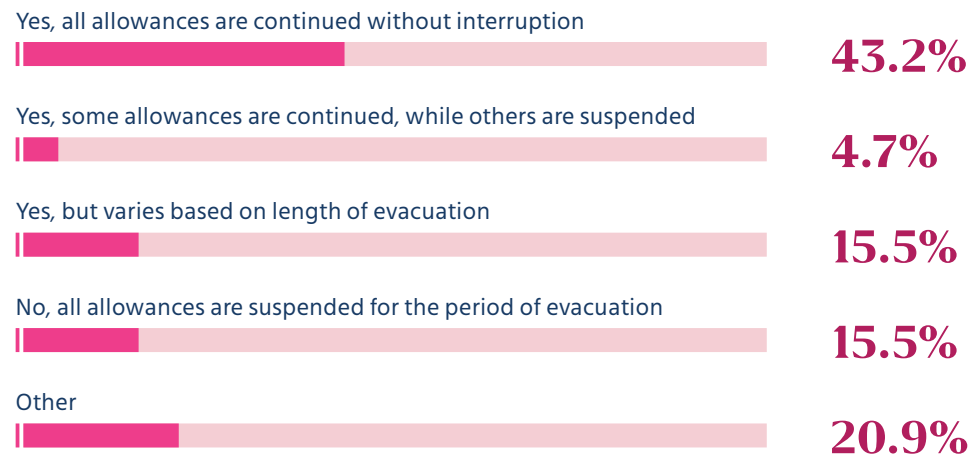 Yes, all allowances are continued without interruption
43.2%
Yes, some allowances are continued, while others are suspended
4.7%
Yes, but varies based on length of evacuation
15.5%
No, all allowances are suspended for the period of evacuation
15.5%
Other
20.9%